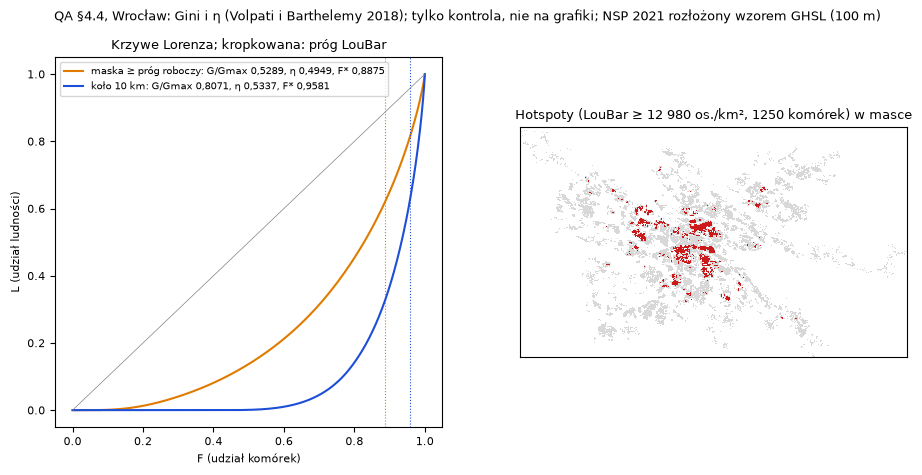 QA §4.4, Wrocław: Gini i η (Volpati i Barthelemy 2018); tylko kontrola, nie na grafiki; NSP 2021 rozłożony wzorem GHSL (100 m)
Krzywe Lorenza; kropkowana: próg LouBar
maska ≥ próg roboczy: G/Gmax 0,5289, η 0,4949, F* 0,8875
koło 10 km: G/Gmax 0,8071, η 0,5337, F* 0,9581
1.0
0.8
0.6
0.4
0.2
0.0
L (udział ludności)
0.0 0.2 0.4 0.6 0.8 1.0
F (udział komórek)
Hotspoty (LouBar ≥ 12 980 os./km², 1250 komórek) w masce